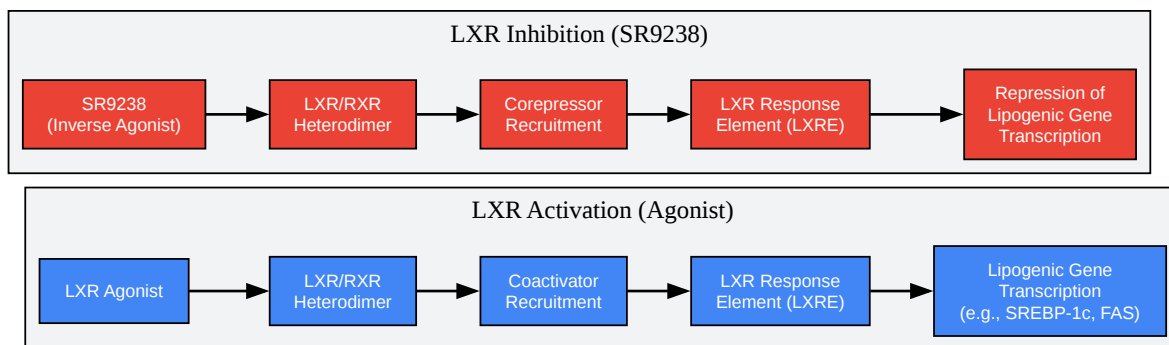 LXR Inhibition (SR9238)
SR9238
(Inverse Agonist)
LXR/RXR
Heterodimer
Corepressor
Recruitment
LXR Response
Element (LXRE)
Repression of
Lipogenic Gene
Transcription
LXR Activation (Agonist)
LXR Agonist
LXR/RXR
Heterodimer
Coactivator
Recruitment
LXR Response
Element (LXRE)
Lipogenic Gene
Transcription
(e.g., SREBP-1c, FAS)